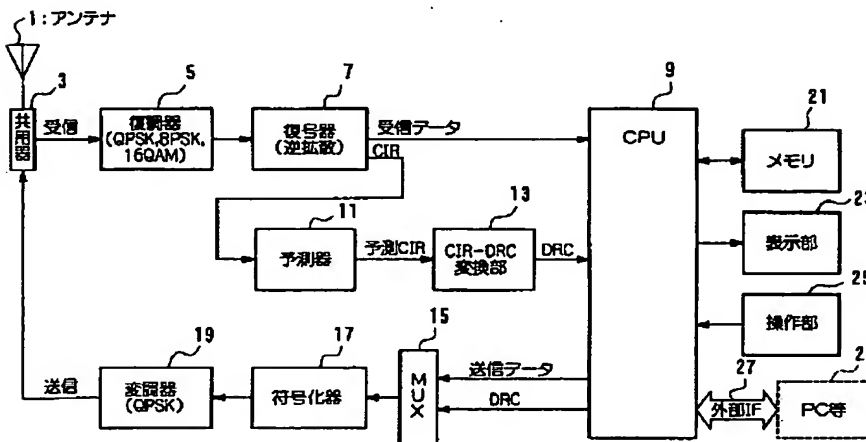 1:アンテナ
3
共用器
受信
5
復調器
(QPSK,8PSK,
16QAM)
7
復号器
(逆拡散)
受信データ
CIR
9
CPU
21
メモリ
表示部
25
操作部
11
予測器
予測CIR
13
CIR-DRC
変換部
DRC
15
MUX
送信データ
DRC
17
符号化器
19
変調器
(QPSK)
送信
27
外部IF
PC等